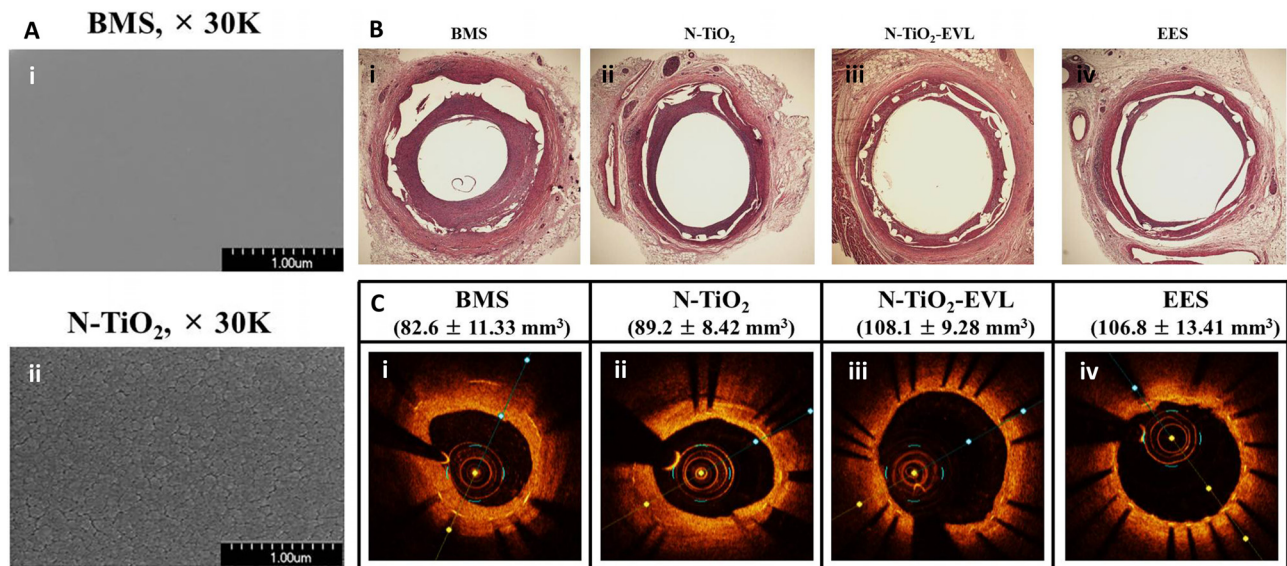 A
BMS, × 30K
i
1.00um
N-TiO₂, × 30K
ii
1.00um
B
BMS
N-TiO₂
N-TiO₂-EVL
EES
i
ii
iii
iv
C
BMS
(82.6 ± 11.33 mm³)
N-TiO₂
(89.2 ± 8.42 mm³)
N-TiO₂-EVL
(108.1 ± 9.28 mm³)
EES
(106.8 ± 13.41 mm³)
i
ii
iii
iv